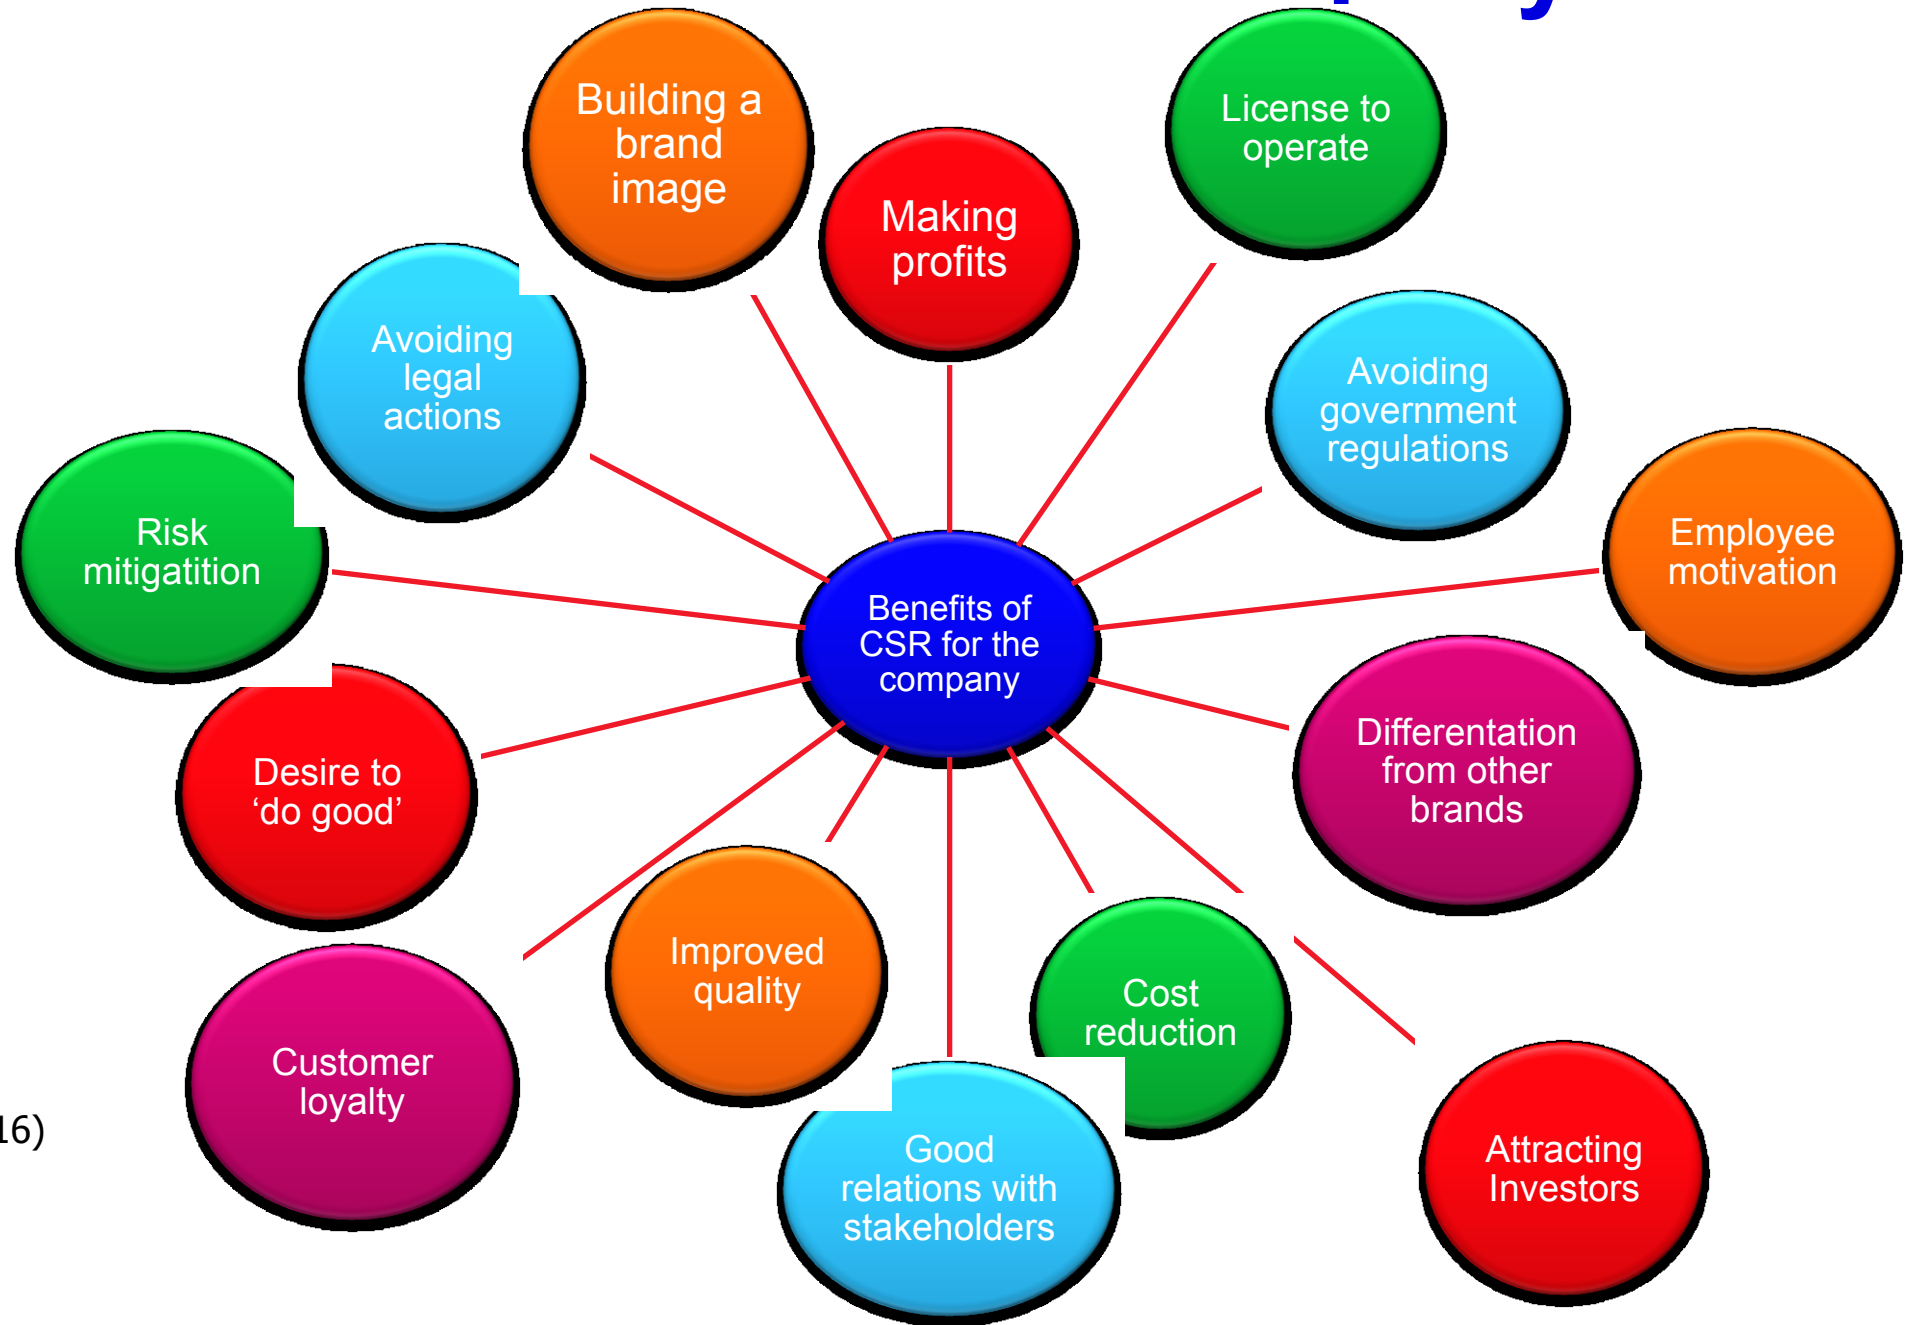 Building a
brand
image
License to
operate
Making
profits
Avoiding
legal
actions
Avoiding
government
regulations
Risk
mitigatition
Employee
motivation
Benefits of
CSR for the
company
Desire to
‘do good’
Differentation
from other
brands
Improved
quality
Cost
reduction
Customer
loyalty
16)
Good
relations with
stakeholders
Attracting
Investors